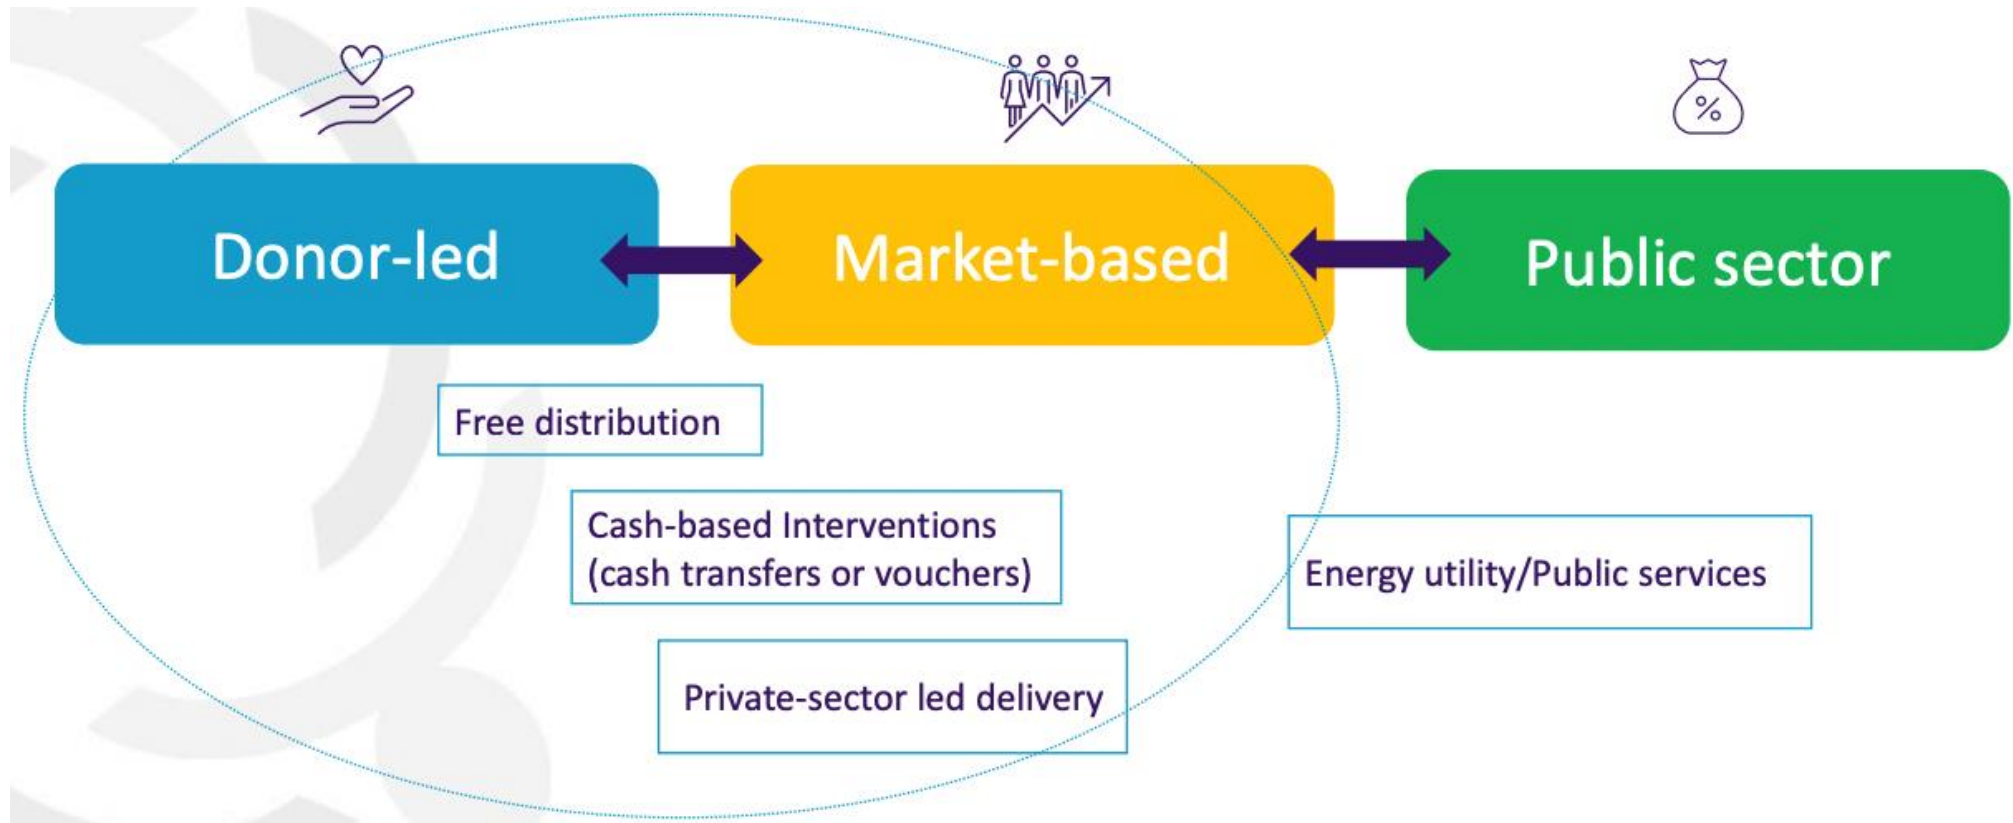 Donor-led
Market-based
Public sector
%
Free distribution
Cash-based Interventions
(cash transfers or vouchers)
Energy utility/Public services
Private-sector led delivery